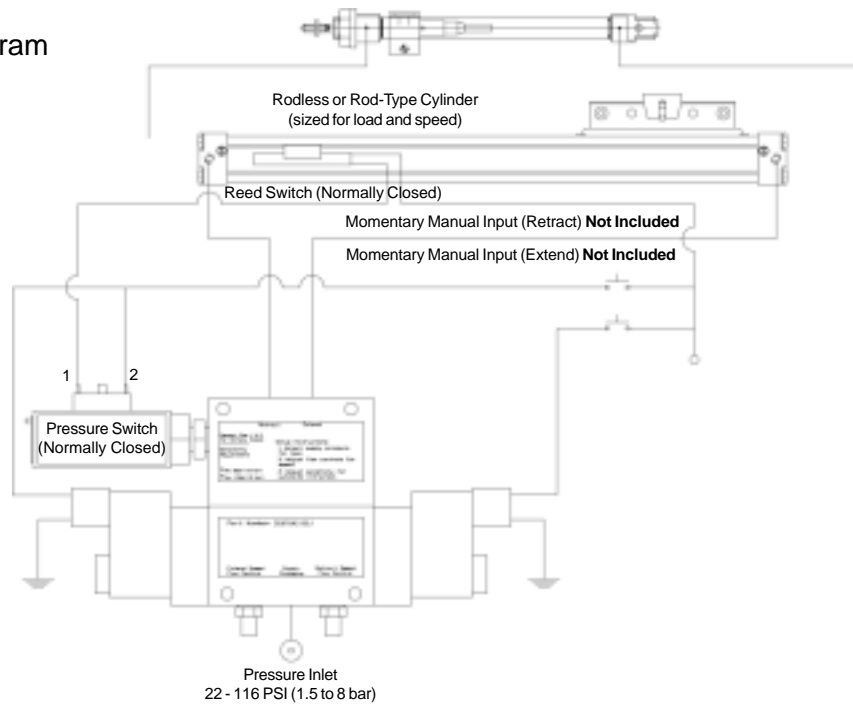 ram
Rodless or Rod-Type Cylinder
(sized for load and speed)
Reed Switch (Normally Closed)
Momentary Manual Input (Retract) Not Included
Momentary Manual Input (Extend) Not Included
1
2
Pressure Switch
(Normally Closed)
Part Number:
Pressure Inlet
22 - 116 PSI (1.5 to 8 bar)